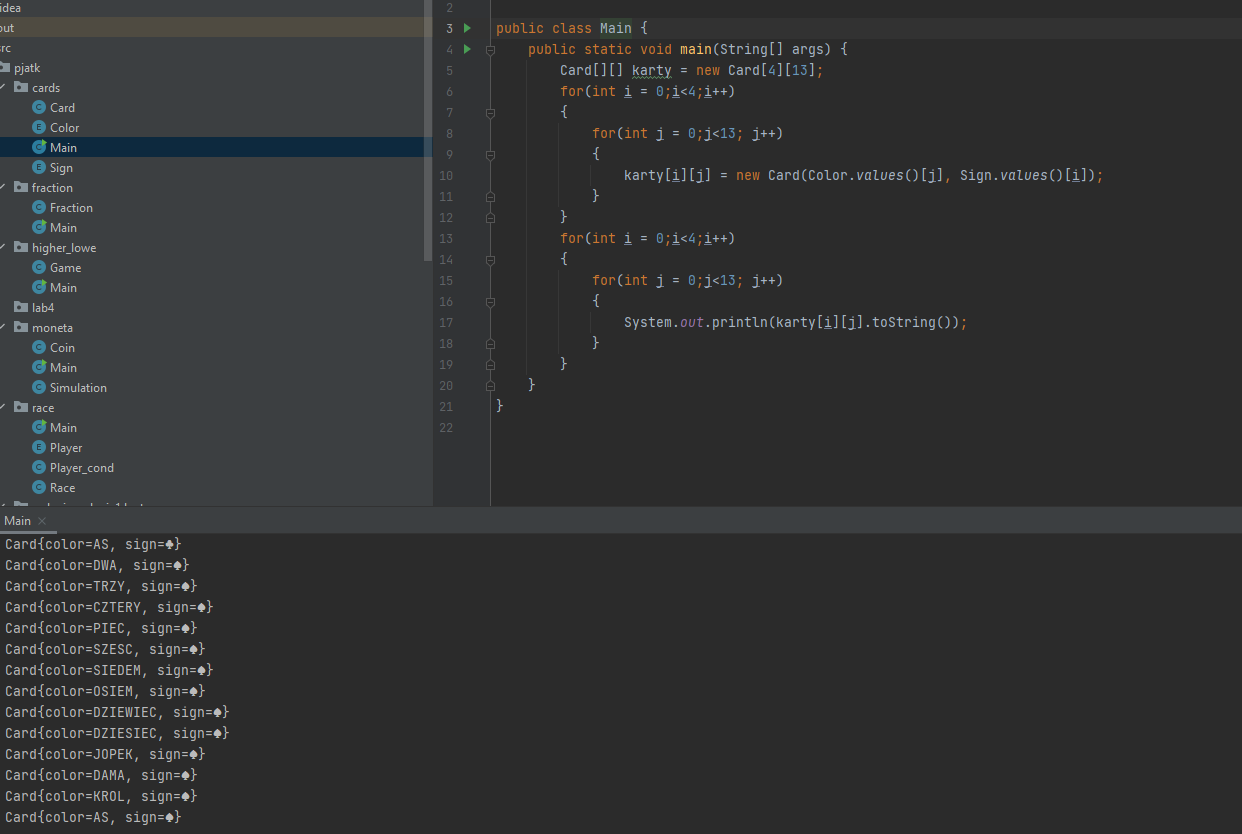 idea
out
src
pjatk
cards
Card
Color
Main
Sign
fraction
Fraction
Main
higher_lowe
Game
Main
lab4
moneta
Coin
Main
Simulation
race
Main
Player
Player_cond
Race
2
3 public class Main {
4 public static void main(String[] args) {
5 Card[][] karty = new Card[4][13];
6 for(int i = 0;i<4;i++)
7 {
8 for(int j = 0;j<13; j++)
9 {
10 karty[i][j] = new Card(Color.values()[j], Sign.values()[i]);
11 }
12 }
13 for(int i = 0;i<4;i++)
14 {
15 for(int j = 0;j<13; j++)
16 {
17 System.out.println(karty[i][j].toString());
18 }
19 }
20 }
21 }
22
Main ×
Card{color=AS, sign=♣}
Card{color=DWA, sign=♠}
Card{color=TRZY, sign=♠}
Card{color=CZTERY, sign=♠}
Card{color=PIEC, sign=♠}
Card{color=SZESC, sign=♠}
Card{color=SIEDEM, sign=♠}
Card{color=OSIEM, sign=♠}
Card{color=DZIEWIEC, sign=♠}
Card{color=DZIESIEC, sign=♠}
Card{color=JOPEK, sign=♠}
Card{color=DAMA, sign=♠}
Card{color=KROL, sign=♠}
Card{color=AS, sign=♠}